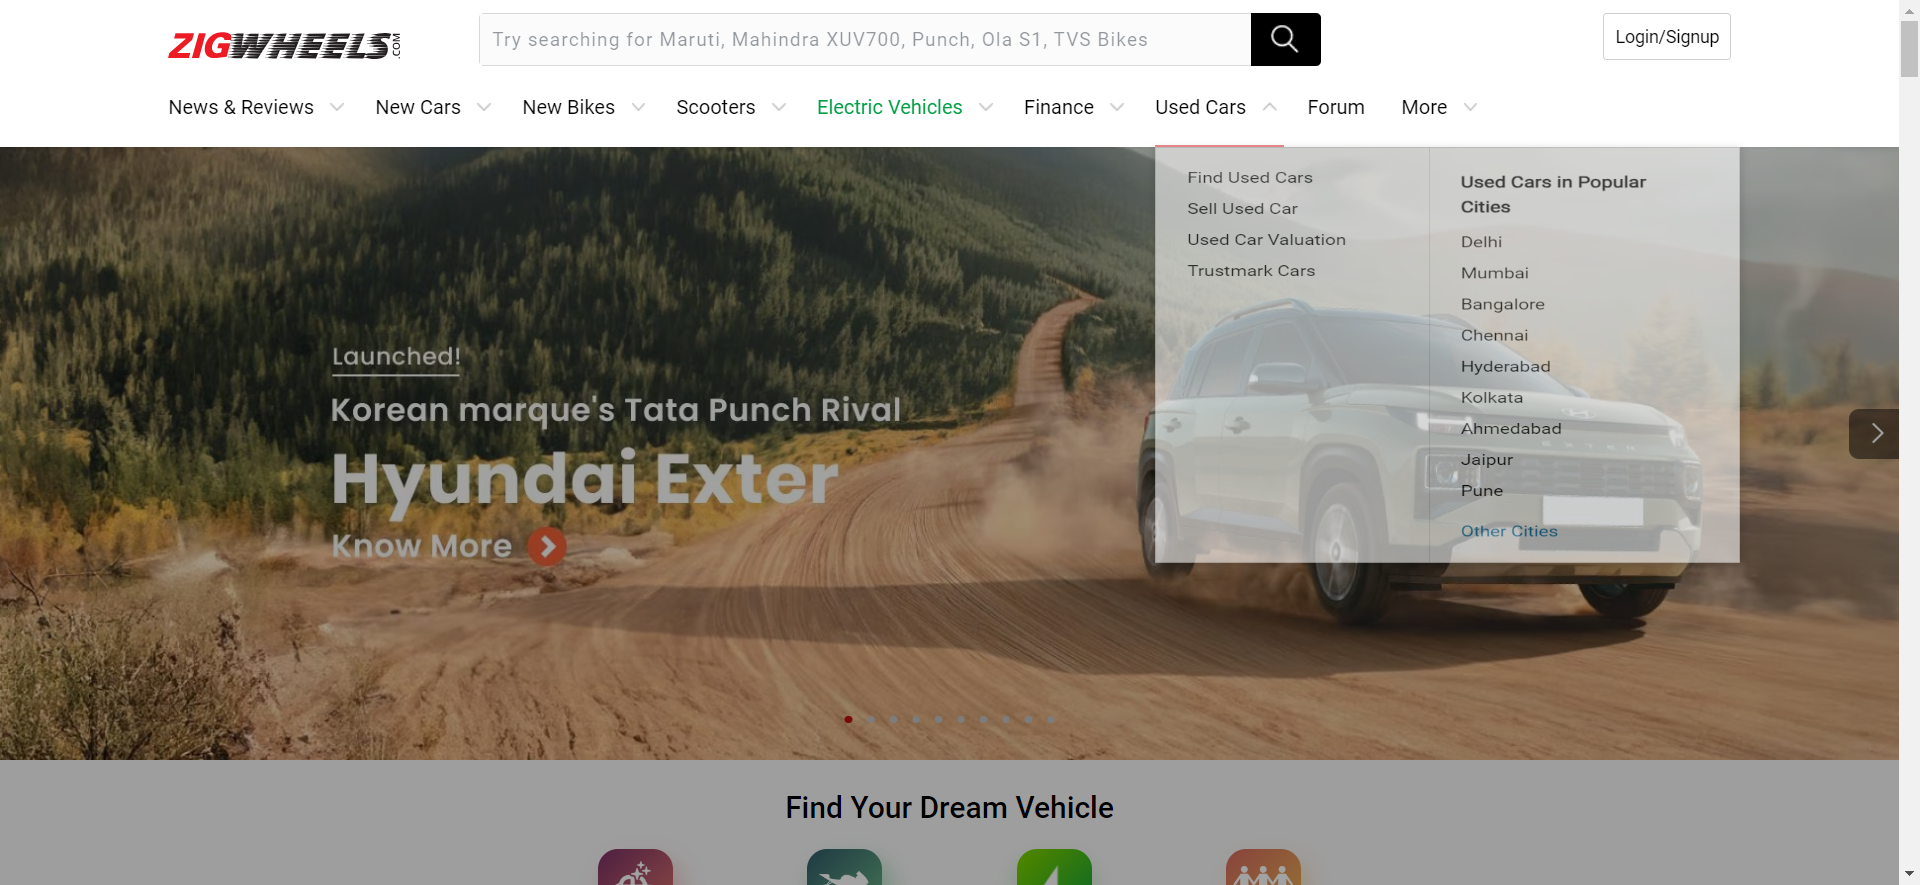 ZIGWHEELS.COM
Try searching for Maruti, Mahindra XUV700, Punch, Ola S1, TVS Bikes
Login/Signup
News & Reviews
New Cars
New Bikes
Scooters
Electric Vehicles
Finance
Used Cars
Forum
More
Find Used Cars
Sell Used Car
Used Car Valuation
Trustmark Cars
Used Cars in Popular
Cities
Delhi
Mumbai
Bangalore
Chennai
Hyderabad
Kolkata
Ahmedabad
Jaipur
Pune
Other Cities
Launched!
Korean marque's Tata Punch Rival
Hyundai Exter
Know More
EXTER
Find Your Dream Vehicle